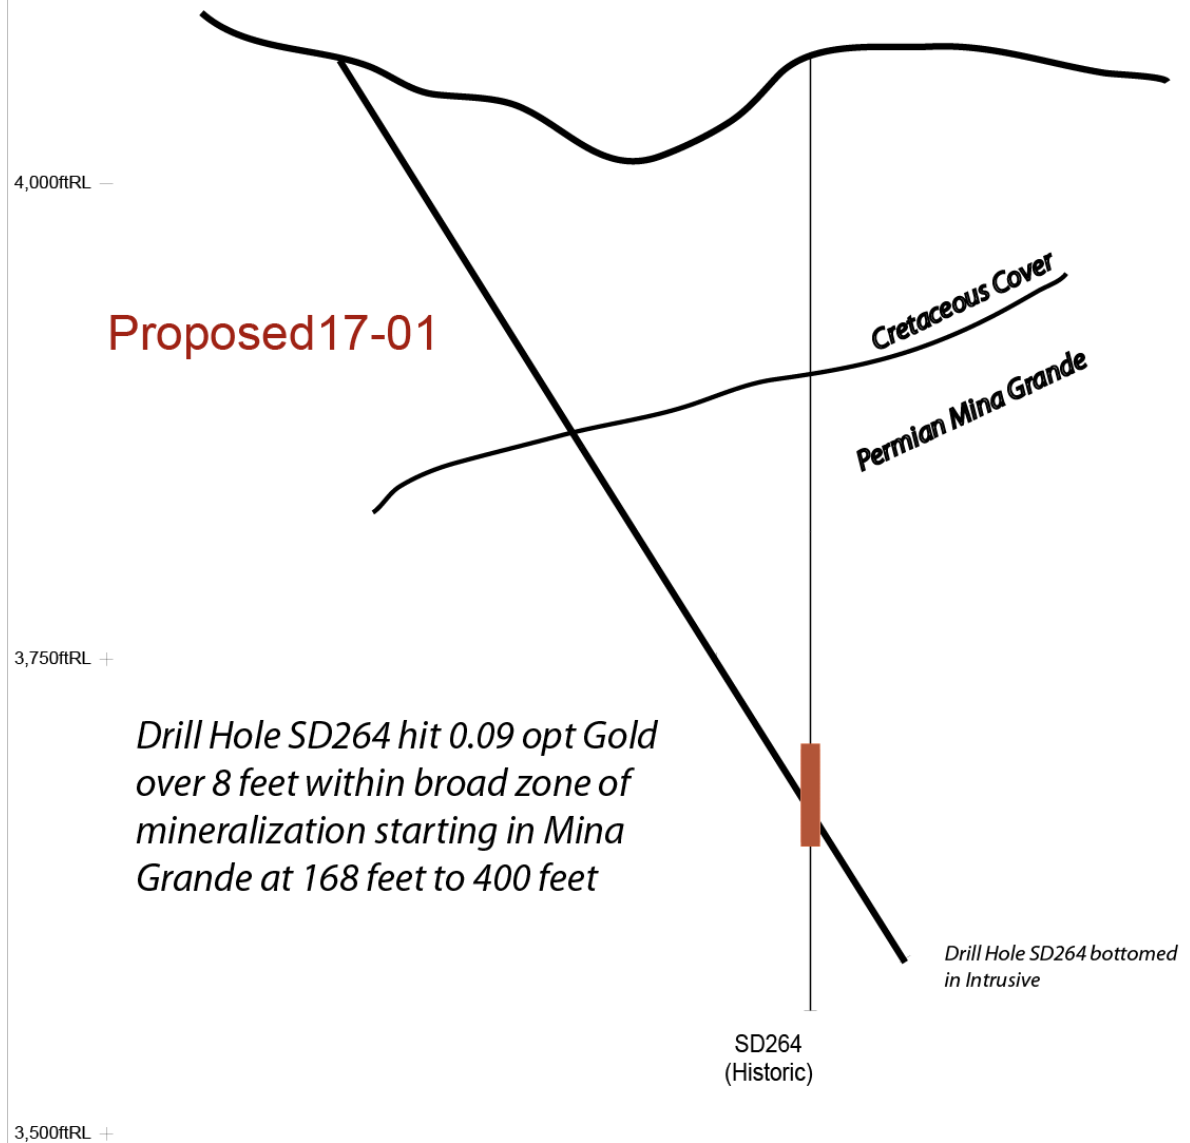 4,000ftRL
Cretaceous Cover
Proposed17-01
Permian Mina Grande
3,750ftRL
Drill Hole SD264 hit 0.09 opt Gold
over 8 feet within broad zone of
mineralization starting in Mina
Grande at 168 feet to 400 feet
Drill Hole SD264 bottomed
in Intrusive
SD264
(Historic)
3,500ftRL